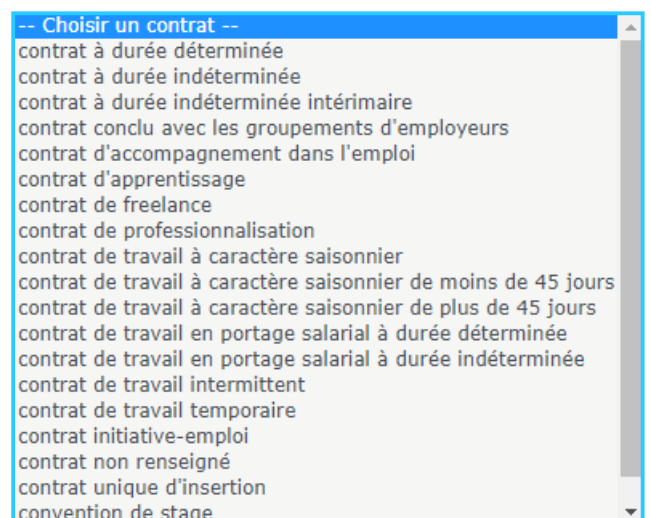 -- Choisir un contrat --
contrat à durée déterminée
contrat à durée indéterminée
contrat à durée indéterminée intérimaire
contrat conclu avec les groupements d'employeurs
contrat d'accompagnement dans l'emploi
contrat d'apprentissage
contrat de freelance
contrat de professionnalisation
contrat de travail à caractère saisonnier
contrat de travail à caractère saisonnier de moins de 45 jours
contrat de travail à caractère saisonnier de plus de 45 jours
contrat de travail en portage salarial à durée déterminée
contrat de travail en portage salarial à durée indéterminée
contrat de travail intermittent
contrat de travail temporaire
contrat initiative-emploi
contrat non renseigné
contrat unique d'insertion
convention de stage